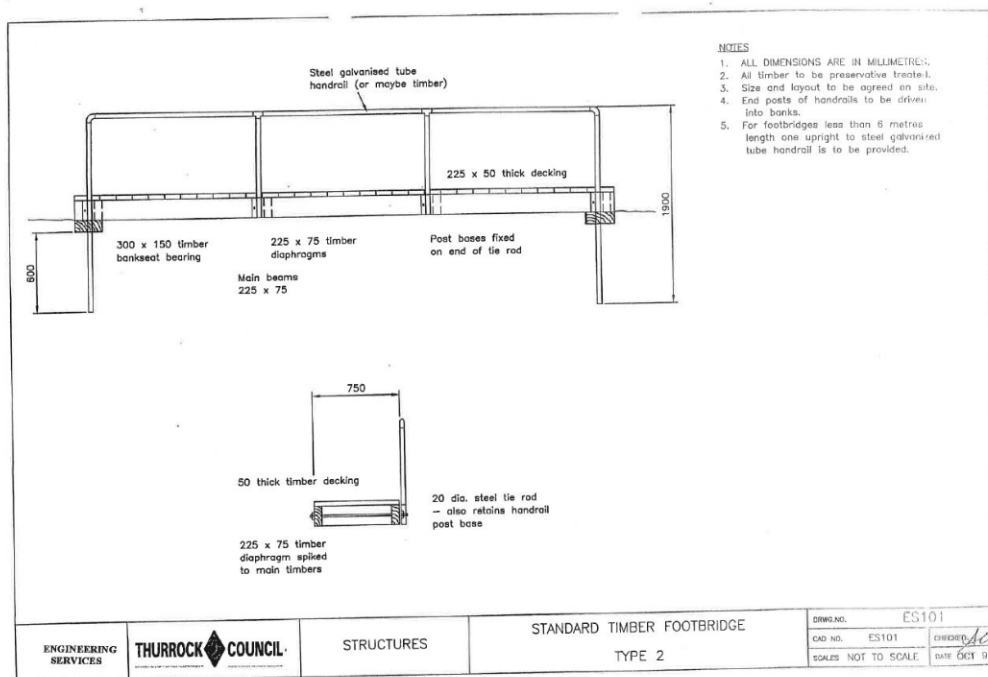 NOTES
1. ALL DIMENSIONS ARE IN MILLIMETRES.
2. All timber to be preservative treated.
3. Size and layout to be agreed on site.
4. End posts of handrails to be driven
into banks.
5. For footbridges less than 6 metres
length one upright to steel galvanised
tube handrail is to be provided.
Steel galvanised tube
handrail (or maybe timber)
225 x 50 thick decking
1900
300 x 150 timber
bankseat bearing
225 x 75 timber
diaphragms
Post bases fixed
on end of tie rod
Main beams
225 x 75
600
750
50 thick timber decking
20 dia. steel tie rod
– also retains handrail
post base
225 x 75 timber
diaphragm spiked
to main timbers
ENGINEERING
SERVICES
THURROCK COUNCIL
STRUCTURES
STANDARD TIMBER FOOTBRIDGE
TYPE 2
DRWG.NO. ES101
CAD NO. ES101
CHECKED
SCALES NOT TO SCALE
DATE OCT 9